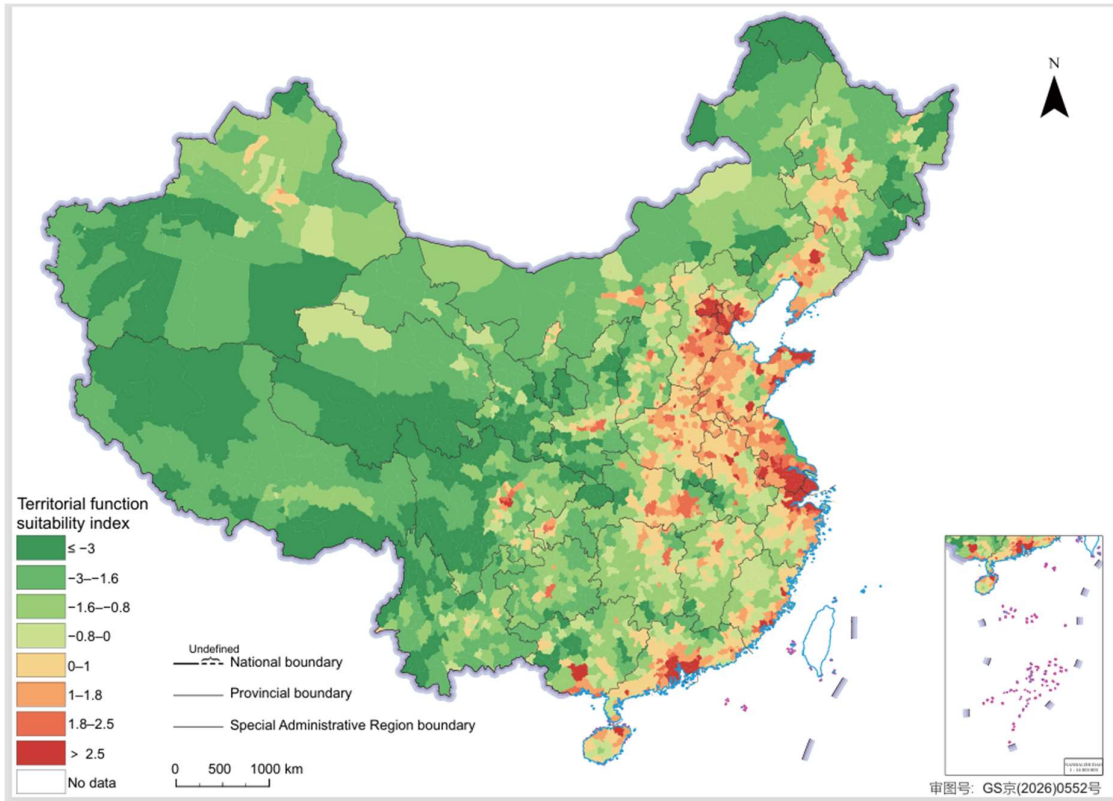 N
Territorial function
suitability index
≤ −3
−3–−1.6
−1.6–−0.8
−0.8–0
0–1
1–1.8
1.8–2.5
> 2.5
No data
Undefined
National boundary
Provincial boundary
Special Administrative Region boundary
0 500 1000 km
审图号: GS京(2026)0552号